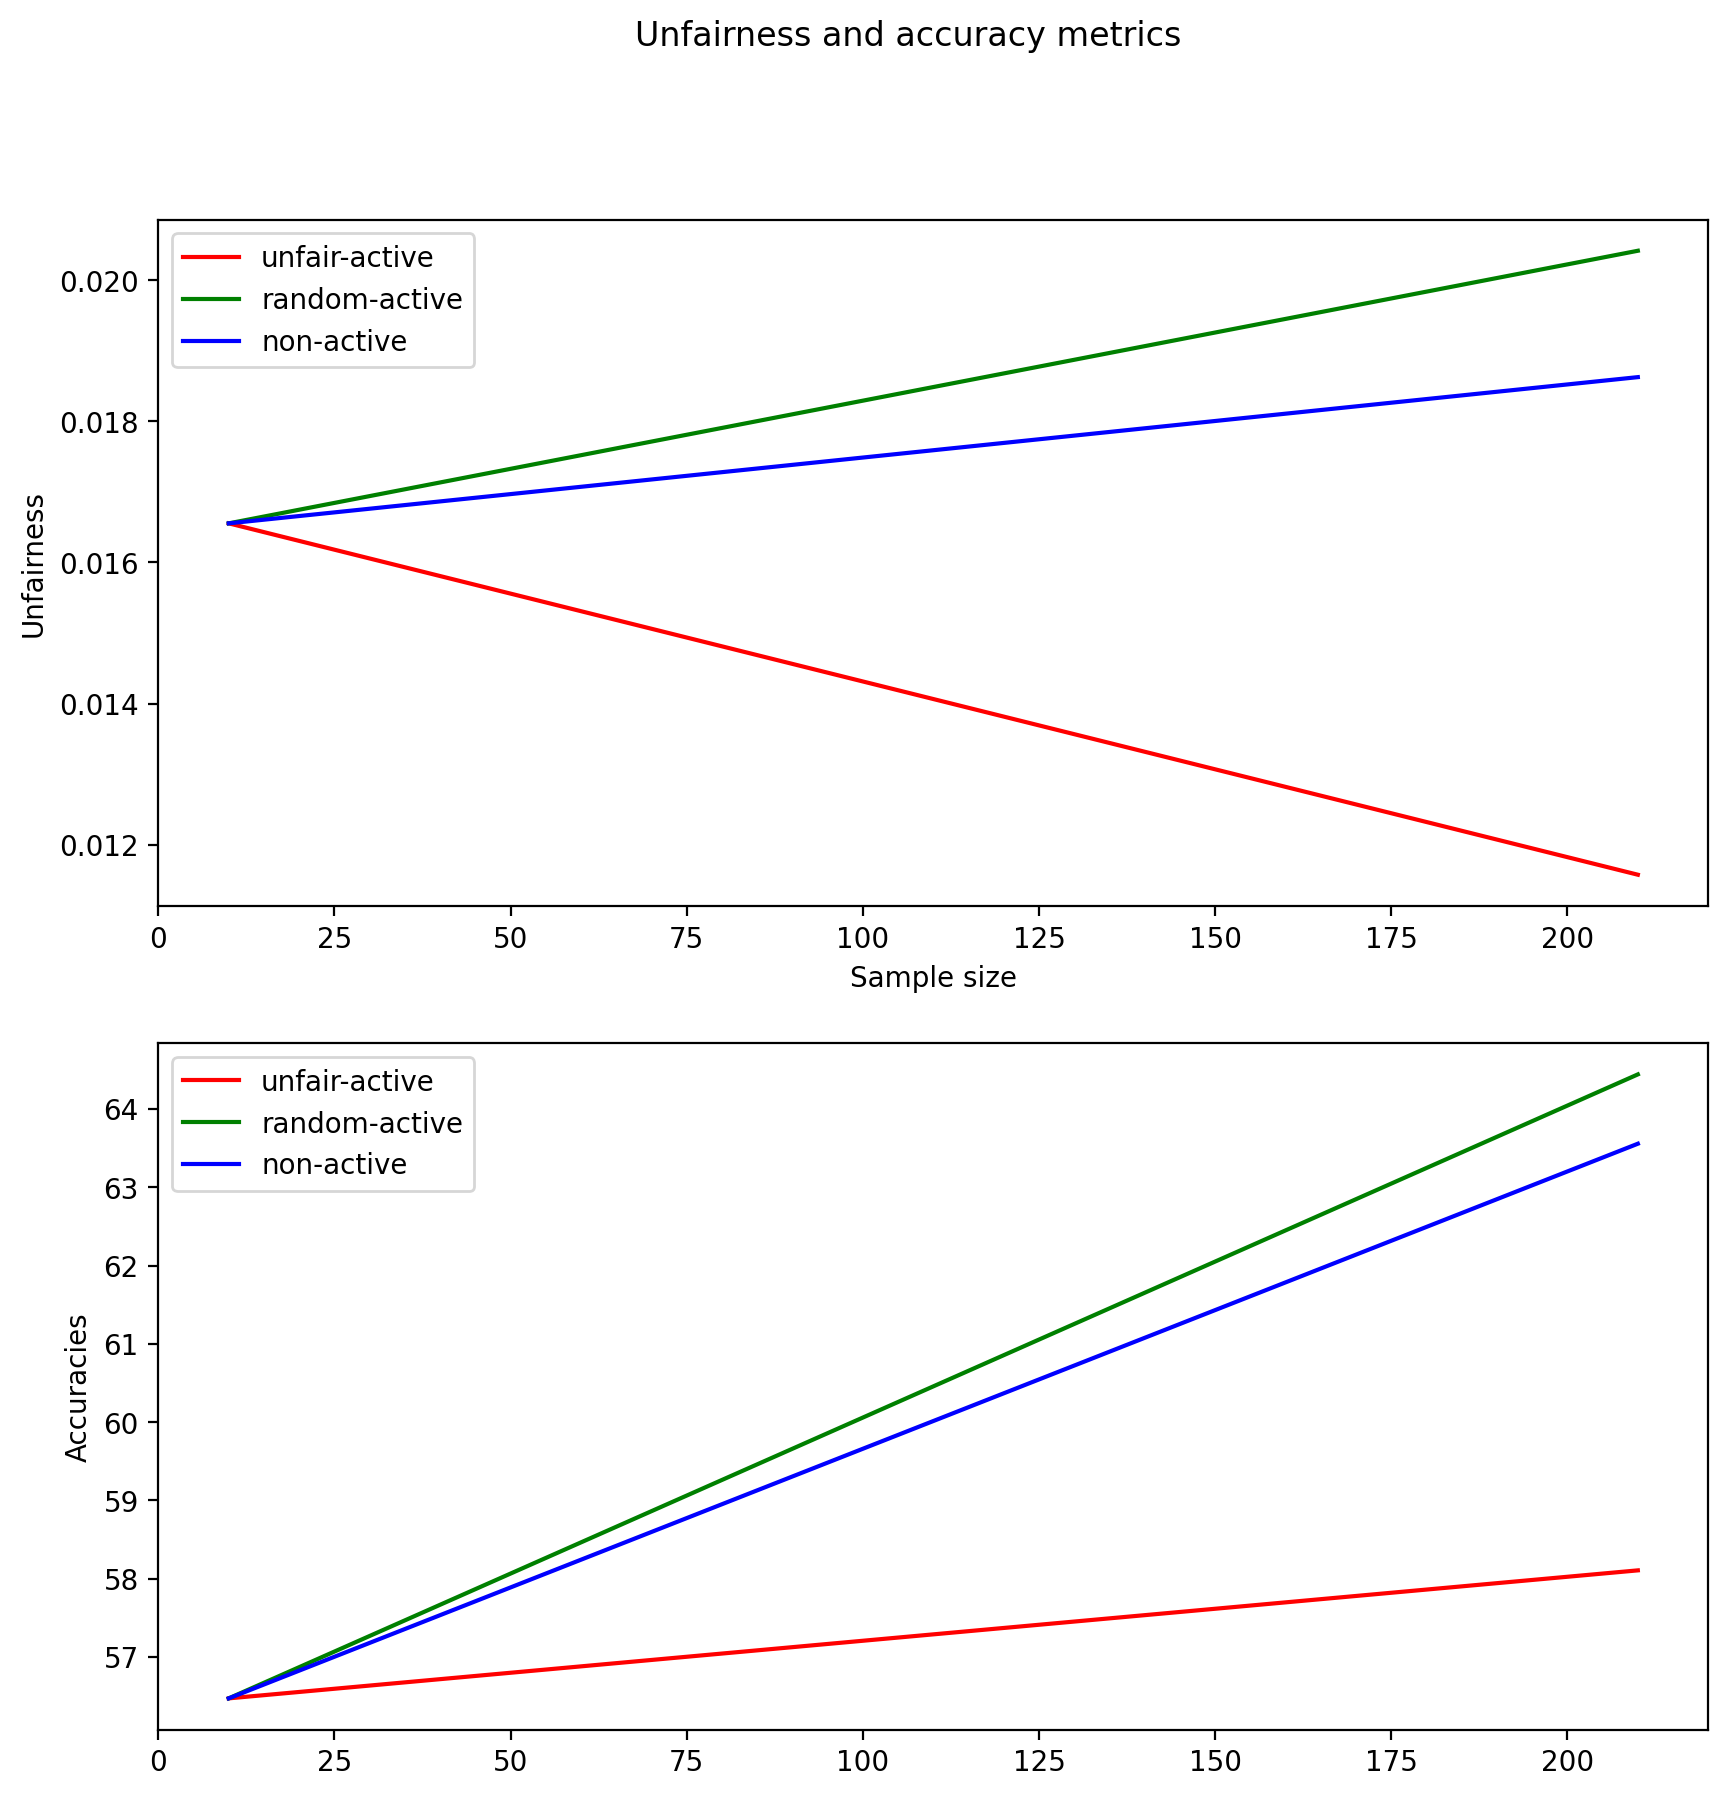 Unfairness and accuracy metrics
unfair-active
random-active
non-active
0.020
0.018
0.016
0.014
0.012
Unfairness
0 25 50 75 100 125 150 175 200
Sample size
unfair-active
random-active
non-active
64
63
62
61
60
59
58
57
Accuracies
0 25 50 75 100 125 150 175 200